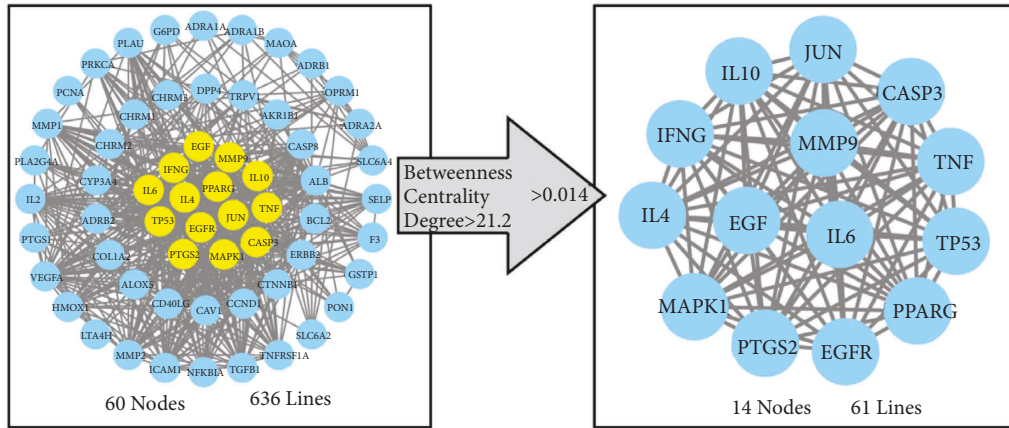 ADRA1A
G6PD
ADRA1B
PLAU
MAOA
PRKCA
ADRB1
PCNA
CHRM3
DPP4
TRPV1
OPRM1
MMP1
CHRM1
AKR1B1
ADRA2A
CHRM2
EGF
CASP8
PLA2G4A
MMP9
SLC6A4
IFNG
IL10
CYP3A4
IL6
PPARG
ALB
IL2
IL4
SELP
ADRB2
TP53
JUN
TNF
BCL2
PTGS1
EGFR
F3
COL1A2
PTGS2
MAPK1
CASP3
ERBB2
VEGFA
ALOX5
CTNNB1
GSTP1
HMOX1
CD40LG
CAV1
CCND1
PON1
LTA4H
SLC6A2
MMP2
ICAM1
NFKBIA
TGFB1
TNFRSF1A
60 Nodes
636 Lines
Betweenness
Centrality
>0.014
Degree>21.2
JUN
IL10
CASP3
IFNG
MMP9
TNF
IL4
EGF
IL6
TP53
MAPK1
PPARG
PTGS2
EGFR
14 Nodes
61 Lines